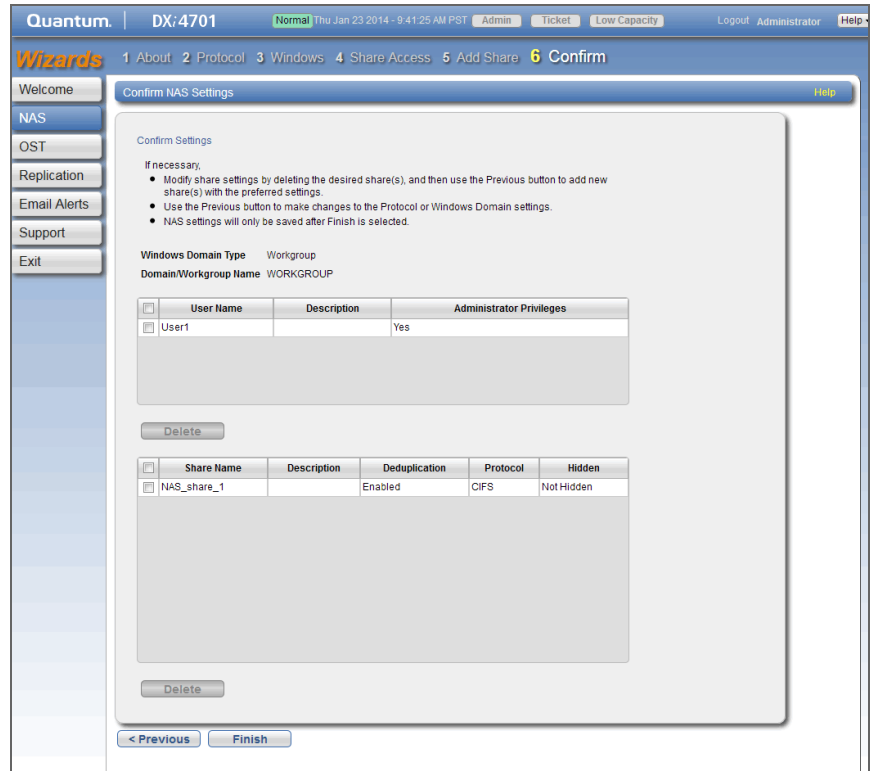 Quantum. DXi4701 Normal Thu Jan 23 2014 - 9:41:25 AM PST Admin Ticket Low Capacity Logout Administrator Help
Wizards 1 About 2 Protocol 3 Windows 4 Share Access 5 Add Share 6 Confirm
Welcome
NAS
OST
Replication
Email Alerts
Support
Exit
Confirm NAS Settings Help
Confirm Settings
If necessary,
• Modify share settings by deleting the desired share(s), and then use the Previous button to add new
share(s) with the preferred settings.
• Use the Previous button to make changes to the Protocol or Windows Domain settings.
• NAS settings will only be saved after Finish is selected.
Windows Domain Type Workgroup
Domain/Workgroup Name WORKGROUP
User Name Description Administrator Privileges
User1 Yes
Delete
Share Name Description Deduplication Protocol Hidden
NAS_share_1 Enabled CIFS Not Hidden
Delete
< Previous Finish